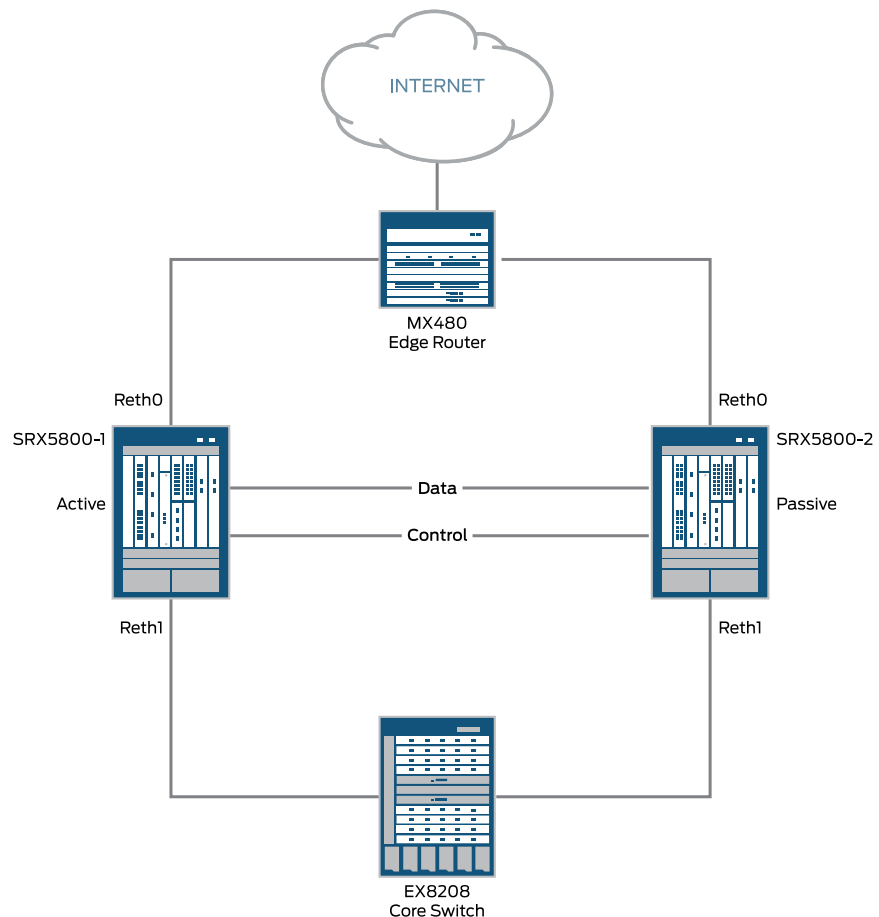 INTERNET
MX480
Edge Router
Reth0
Reth0
SRX5800-1
SRX5800-2
Data
Active
Passive
Control
Reth1
Reth1
EX8208
Core Switch